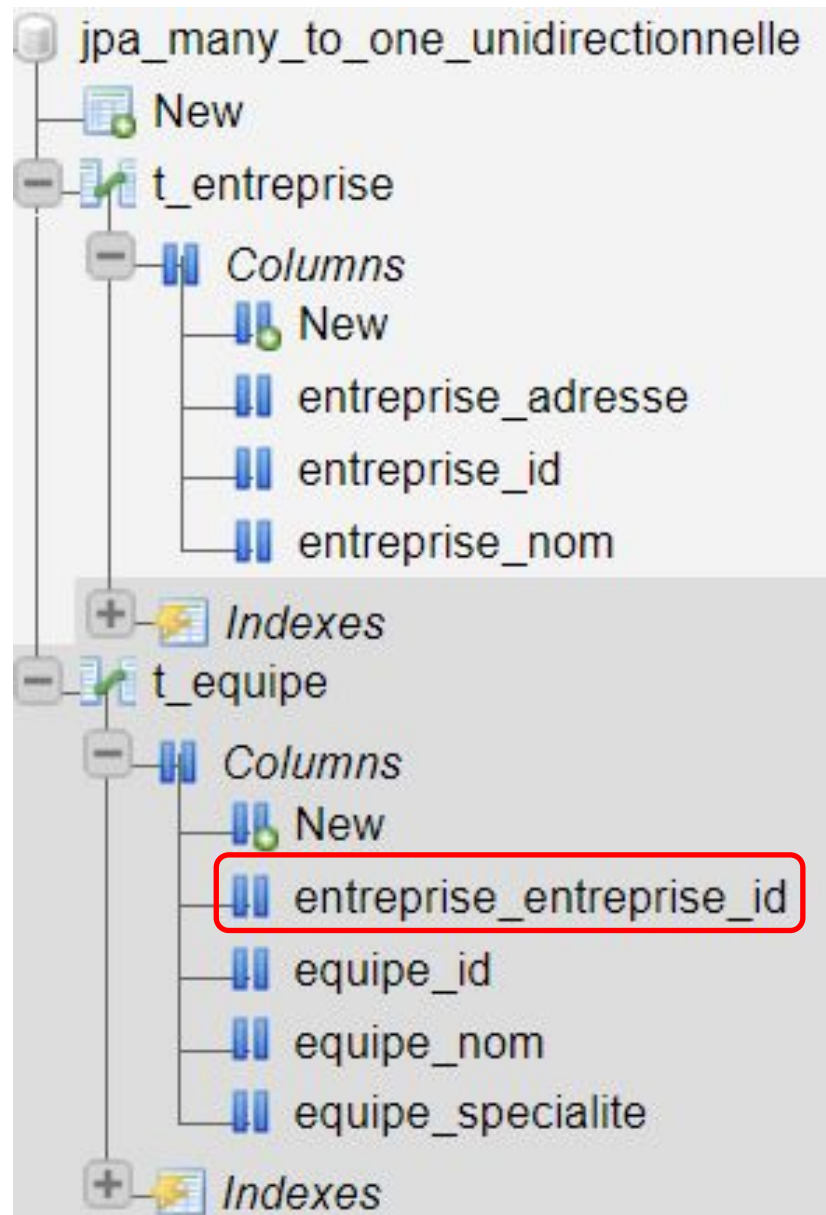 jpa_many_to_one_unidirectionnelle
New
t_entreprise
Columns
New
entreprise_adresse
entreprise_id
entreprise_nom
Indexes
t_equipe
Columns
New
entreprise_entreprise_id
equipe_id
equipe_nom
equipe_specialite
Indexes